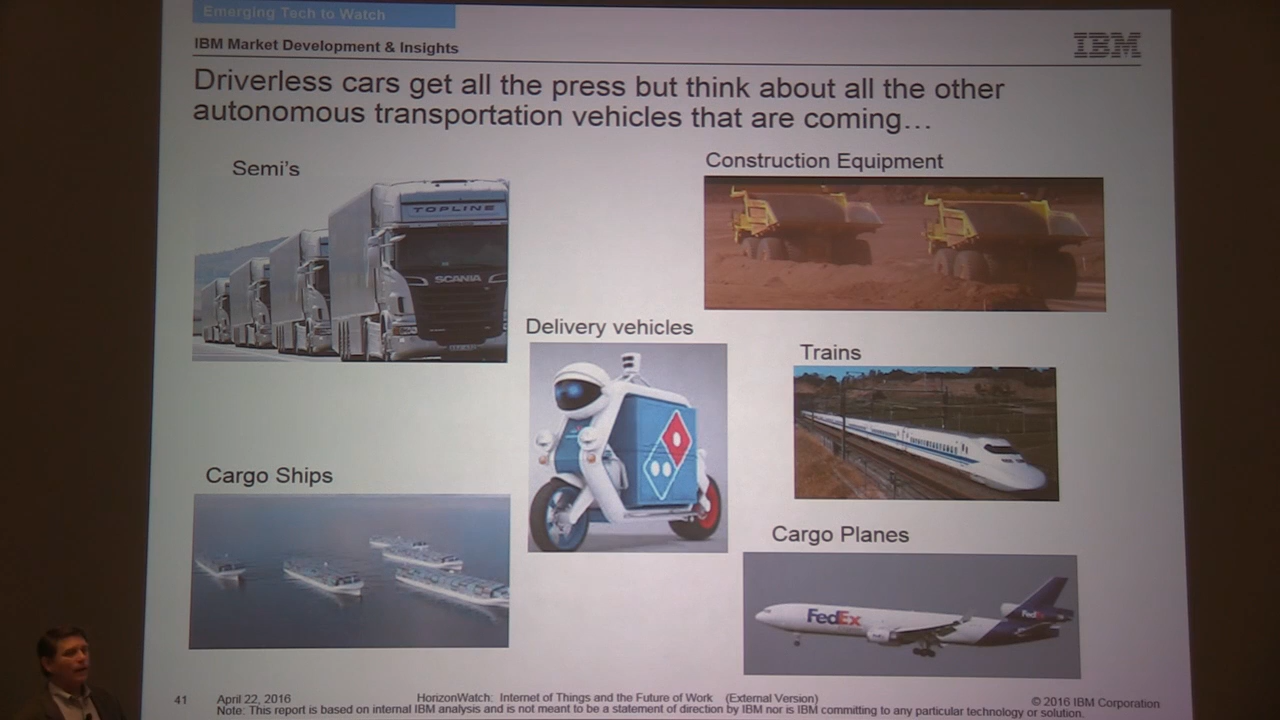 Emerging Tech to Watch
IBM Market Development & Insights
IBM
Driverless cars get all the press but think about all the other
autonomous transportation vehicles that are coming…
Semi's
Construction Equipment
TOPLINE
SCANIA
Delivery vehicles
Trains
Cargo Ships
Cargo Planes
FedEx
FedEx
41 April 22, 2016 HorizonWatch: Internet of Things and the Future of Work (External Version) © 2016 IBM Corporation
Note: This report is based on internal IBM analysis and is not meant to be a statement of direction by IBM nor is IBM committing to any particular technology or solution.